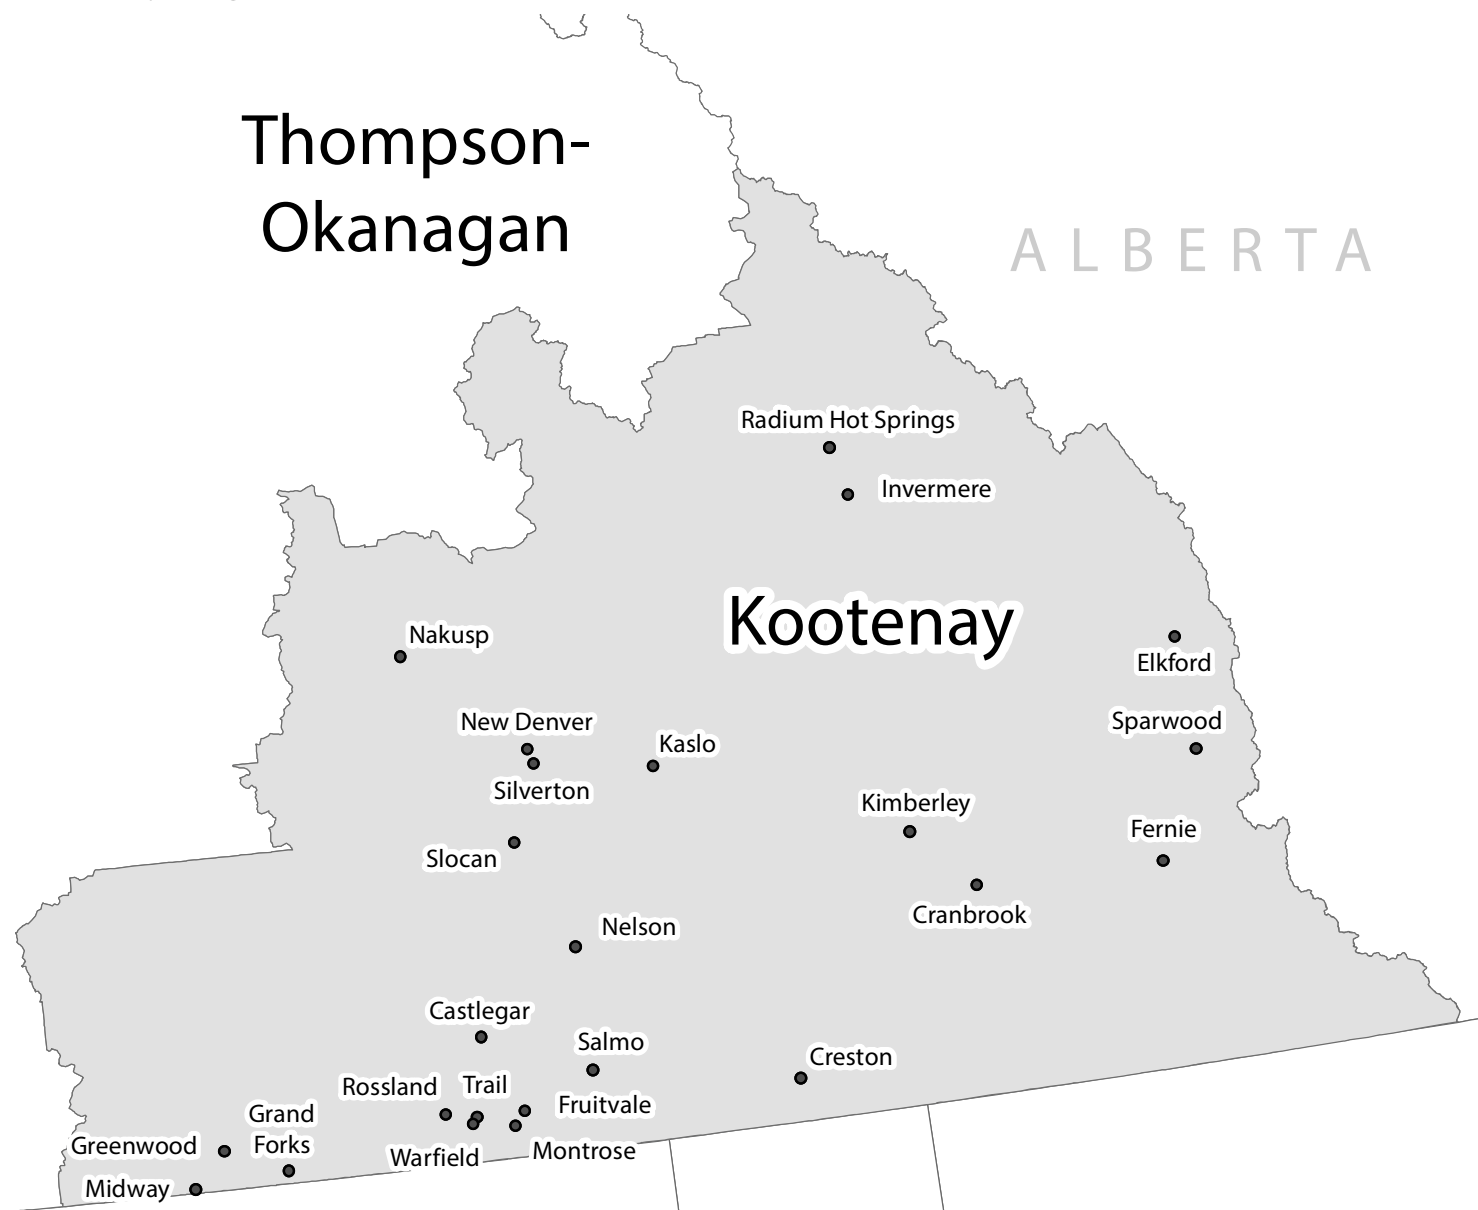 Thompson-
Okanagan
ALBERTA
Radium Hot Springs
Invermere
Kootenay
Nakusp
Elkford
New Denver
Sparwood
Kaslo
Silverton
Kimberley
Fernie
Slocan
Cranbrook
Nelson
Castlegar
Salmo
Creston
Rossland
Trail
Fruitvale
Grand
Forks
Greenwood
Warfield
Montrose
Midway